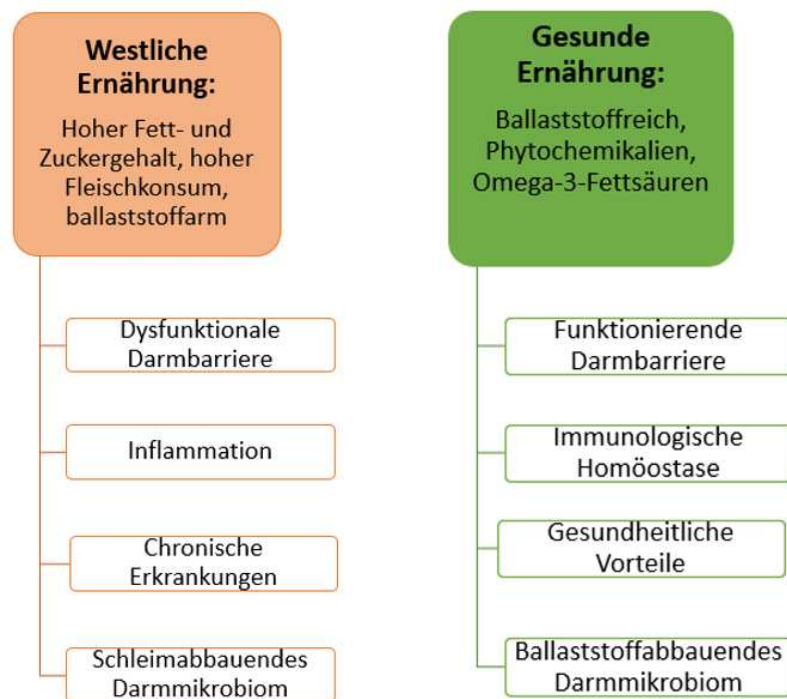 Westliche
Ernährung:
Hoher Fett- und
Zuckergehalt, hoher
Fleischkonsum,
ballaststoffarm
Dysfunktionale
Darmbarriere
Inflammation
Chronische
Erkrankungen
Schleimabbauendes
Darmmikrobiom
Gesunde
Ernährung:
Ballaststoffreich,
Phytochemikalien,
Omega-3-Fettsäuren
Funktionierende
Darmbarriere
Immunologische
Homöostase
Gesundheitliche
Vorteile
Ballaststoffabbauendes
Darmmikrobiom